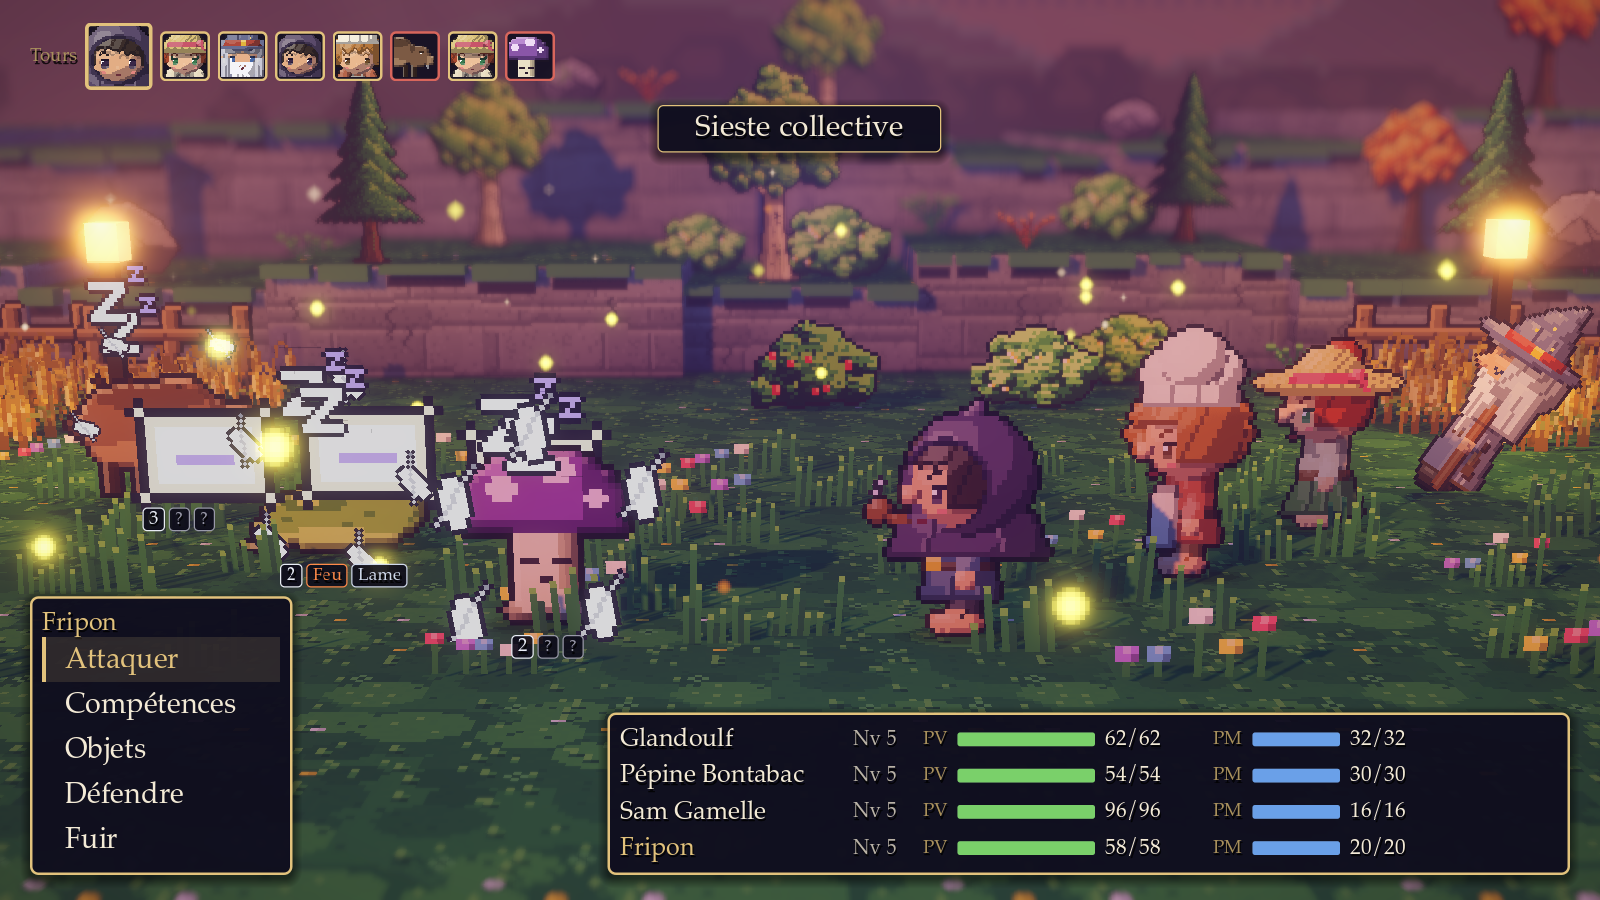 Tours
Sieste collective
3 ? ?
2 Feu Lame
2 ? ?
Fripon
Attaquer
Compétences
Objets
Défendre
Fuir
Glandoulf Nv 5 PV 62/62 PM 32/32
Pépine Bontabac Nv 5 PV 54/54 PM 30/30
Sam Gamelle Nv 5 PV 96/96 PM 16/16
Fripon Nv 5 PV 58/58 PM 20/20